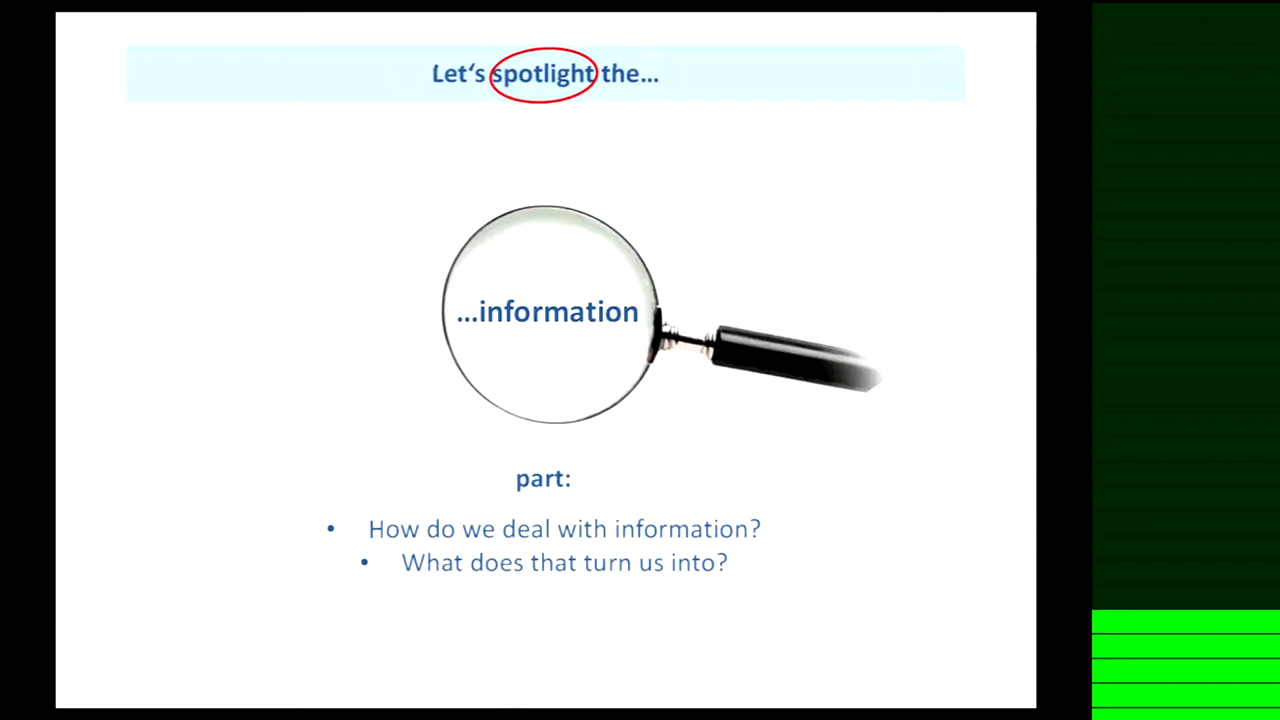 Let‘s spotlight the...
...information
part:
• How do we deal with information?
• What does that turn us into?